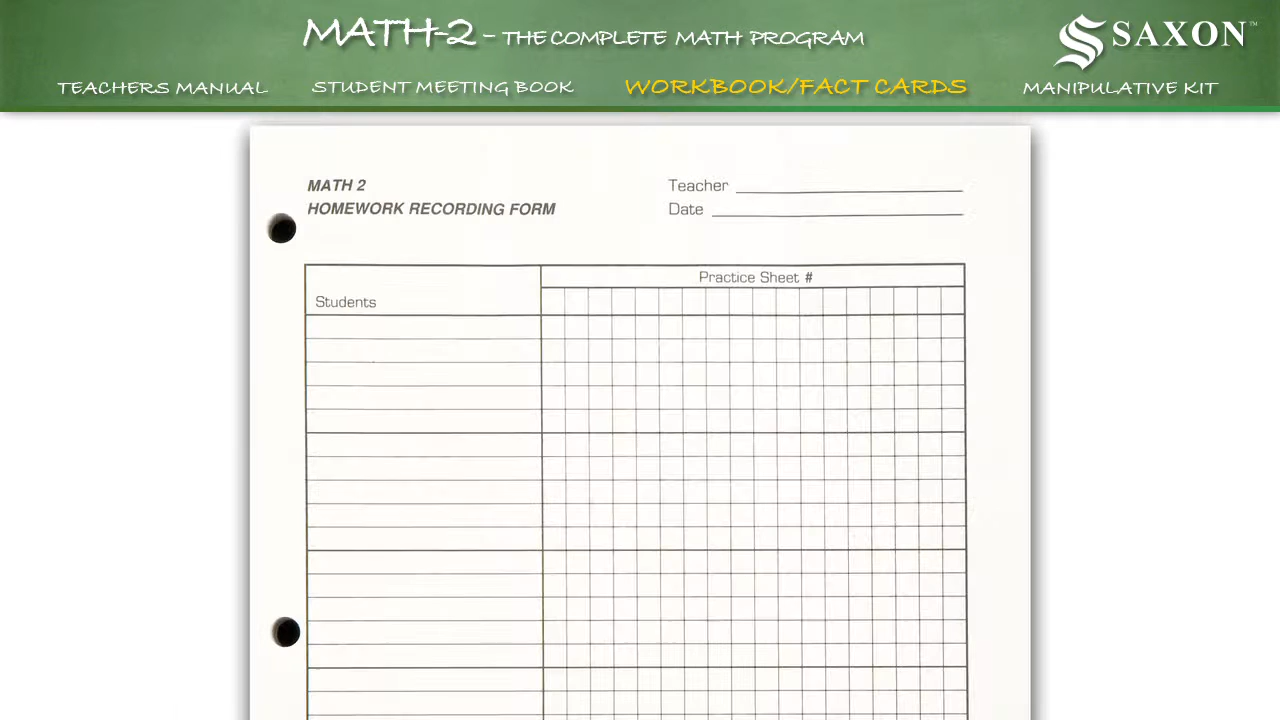 MATH-2 - THE COMPLETE MATH PROGRAM
SAXON™
TEACHERS MANUAL STUDENT MEETING BOOK WORKBOOK/FACT CARDS MANIPULATIVE KIT
MATH 2
HOMEWORK RECORDING FORM
Teacher
Date
Students
Practice Sheet #